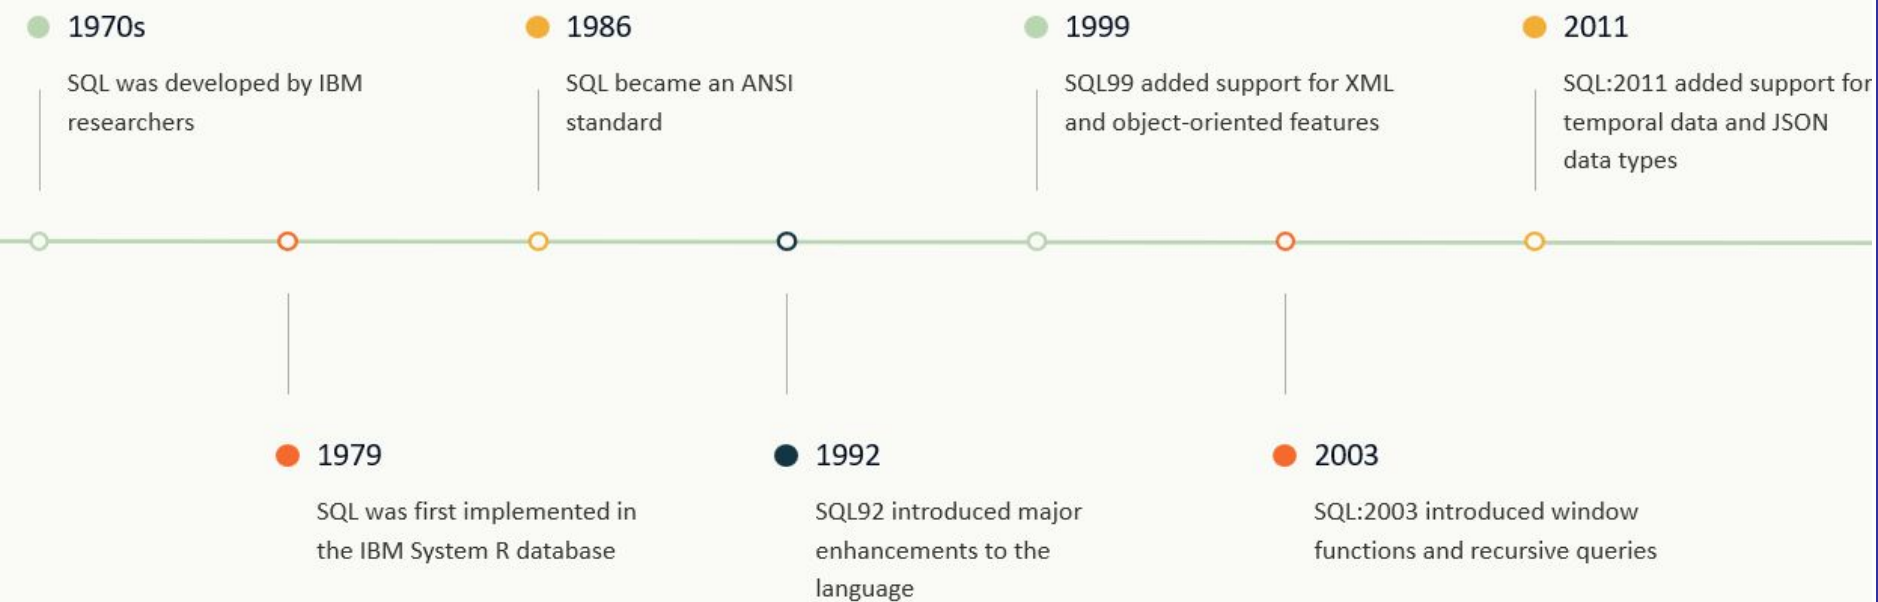 1970s
SQL was developed by IBM
researchers
1986
SQL became an ANSI
standard
1999
SQL99 added support for XML
and object-oriented features
2011
SQL:2011 added support for
temporal data and JSON
data types
1979
SQL was first implemented in
the IBM System R database
1992
SQL92 introduced major
enhancements to the
language
2003
SQL:2003 introduced window
functions and recursive queries